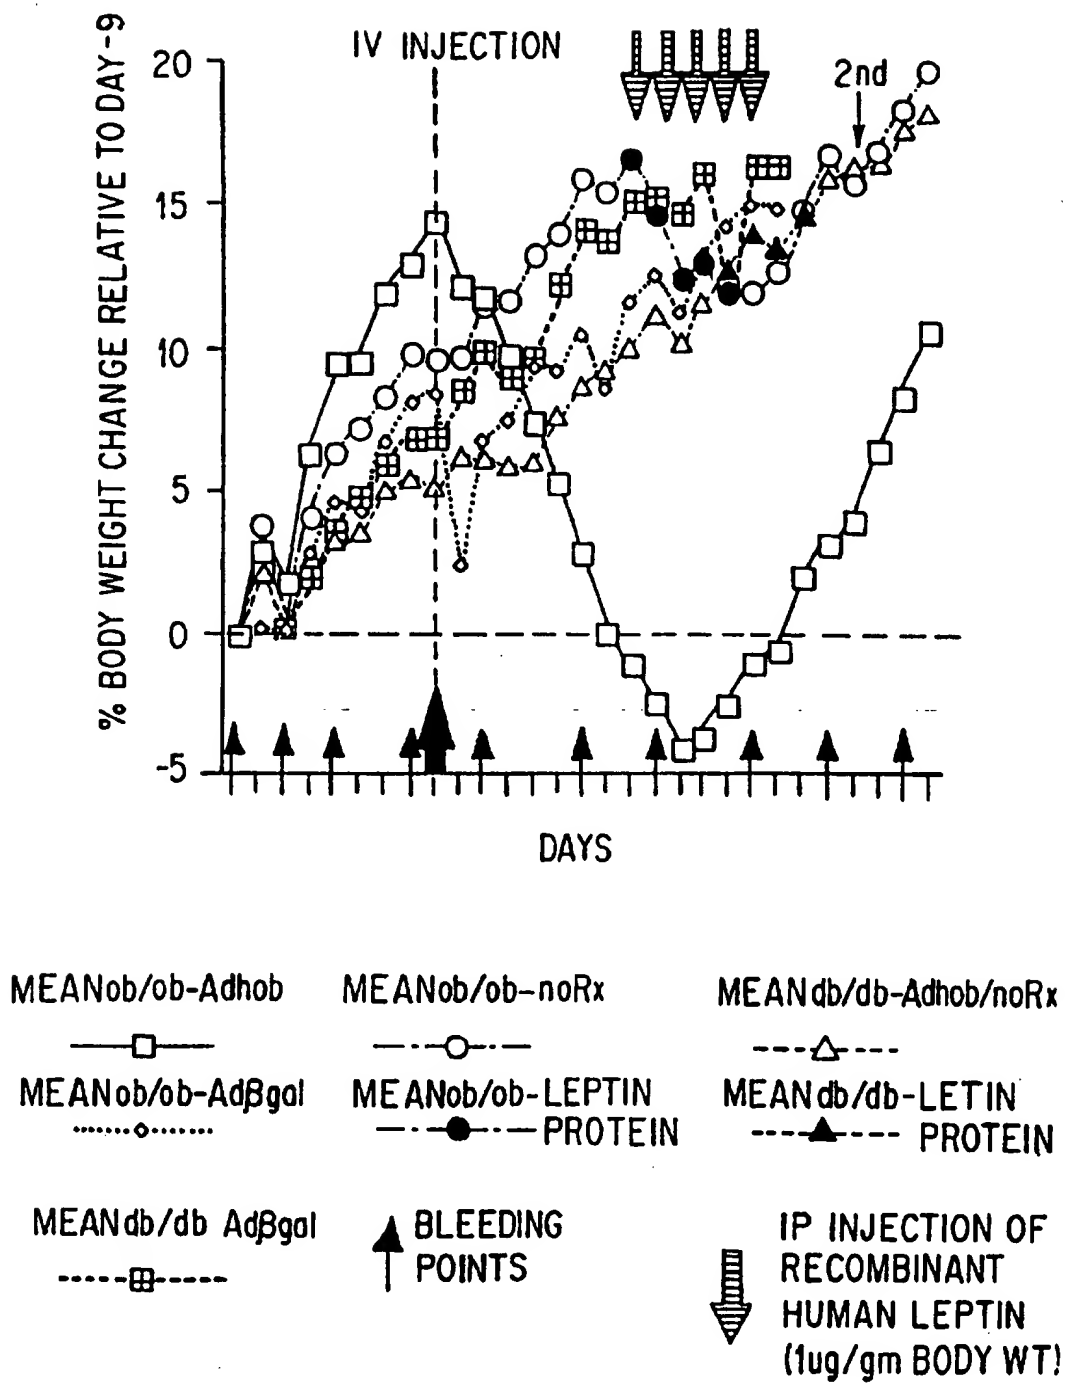 % BODY WEIGHT CHANGE RELATIVE TO DAY-9
IV INJECTION
2nd
20
15
10
5
0
-5
DAYS
MEANob/ob-Adhob
MEANob/ob-noRx
MEANdb/db-Adhob/noRx
MEANob/ob-Adβgal
MEANob/ob-LEPTIN
PROTEIN
MEANdb/db-LETIN
PROTEIN
MEANdb/db Adβgal
BLEEDING
POINTS
IP INJECTION OF
RECOMBINANT
HUMAN LEPTIN
(1ug/gm BODY WT!